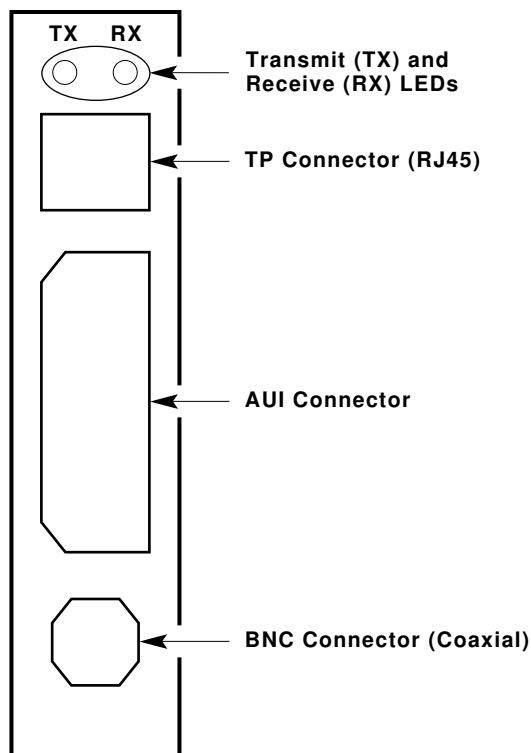 TX RX
Transmit (TX) and
Receive (RX) LEDs
TP Connector (RJ45)
AUI Connector
BNC Connector (Coaxial)